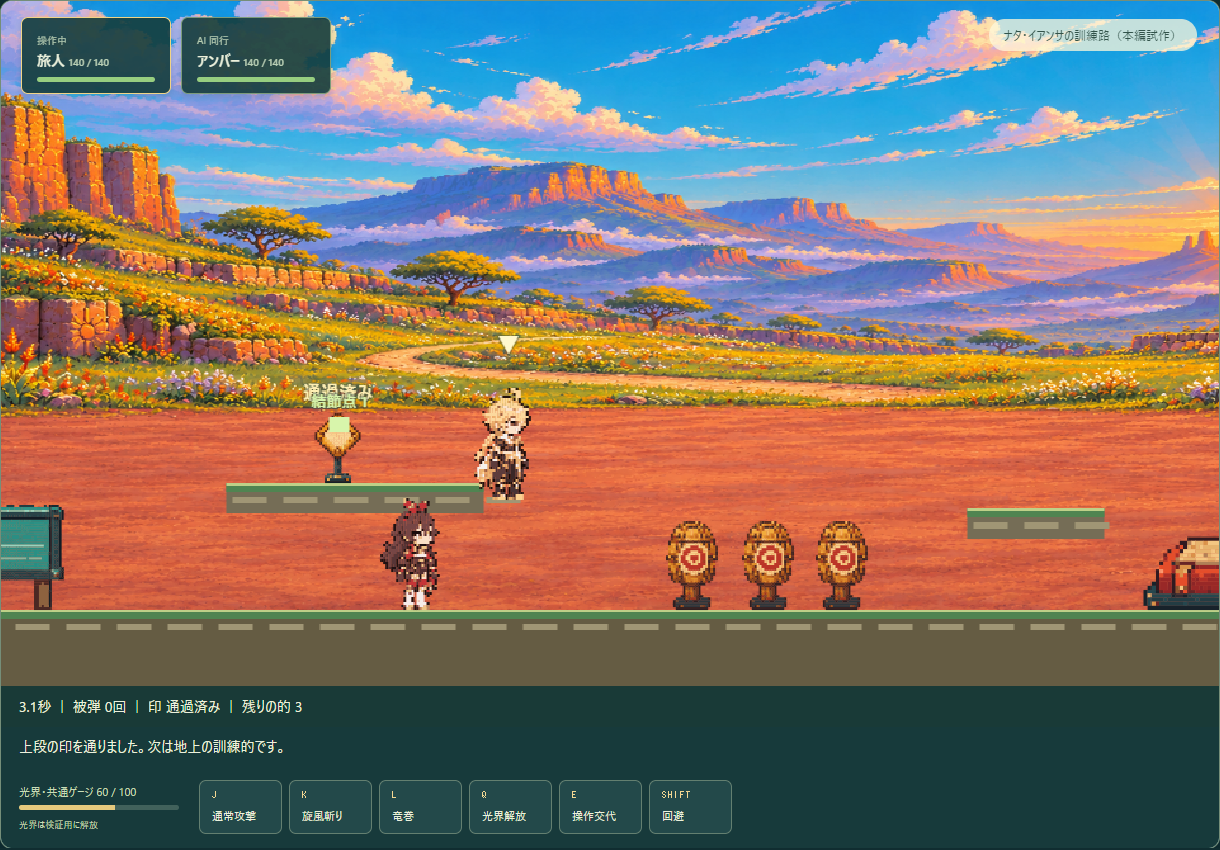 操作中
旅人 140 / 140
AI 同行
アンバー 140 / 140
ナタ・イアンサの訓練路（本編試作）
通過済み
結節点1
3.1秒 | 被弾 0回 | 印 通過済み | 残りの的 3
上段の印を通りました。次は地上の訓練的です。
光界・共通ゲージ 60 / 100
光界は検証用に解放
J
通常攻撃
K
旋風斬り
L
竜巻
Q
光界解放
E
操作交代
SHIFT
回避